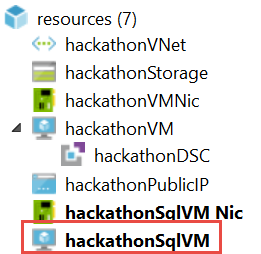 resources (7)
hackathonVNet
hackathonStorage
hackathonVMNic
hackathonVM
hackathonDSC
hackathonPublicIP
hackathonSqlVM Nic
hackathonSqlVM